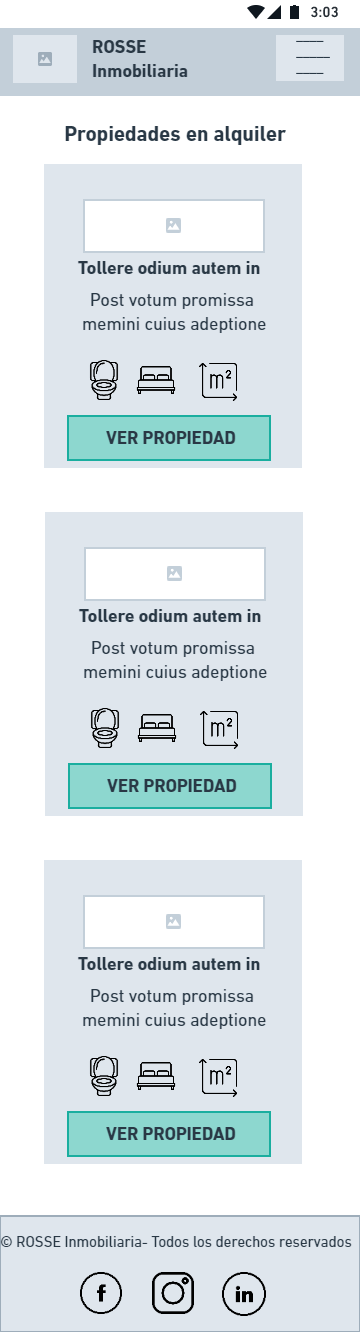 3:03
ROSSE
Inmobiliaria
Propiedades en alquiler
Tollere odium autem in
Post votum promissa
memini cuius adeptione
m²
VER PROPIEDAD
Tollere odium autem in
Post votum promissa
memini cuius adeptione
m²
VER PROPIEDAD
Tollere odium autem in
Post votum promissa
memini cuius adeptione
m²
VER PROPIEDAD
© ROSSE Inmobiliaria- Todos los derechos reservados
f
in